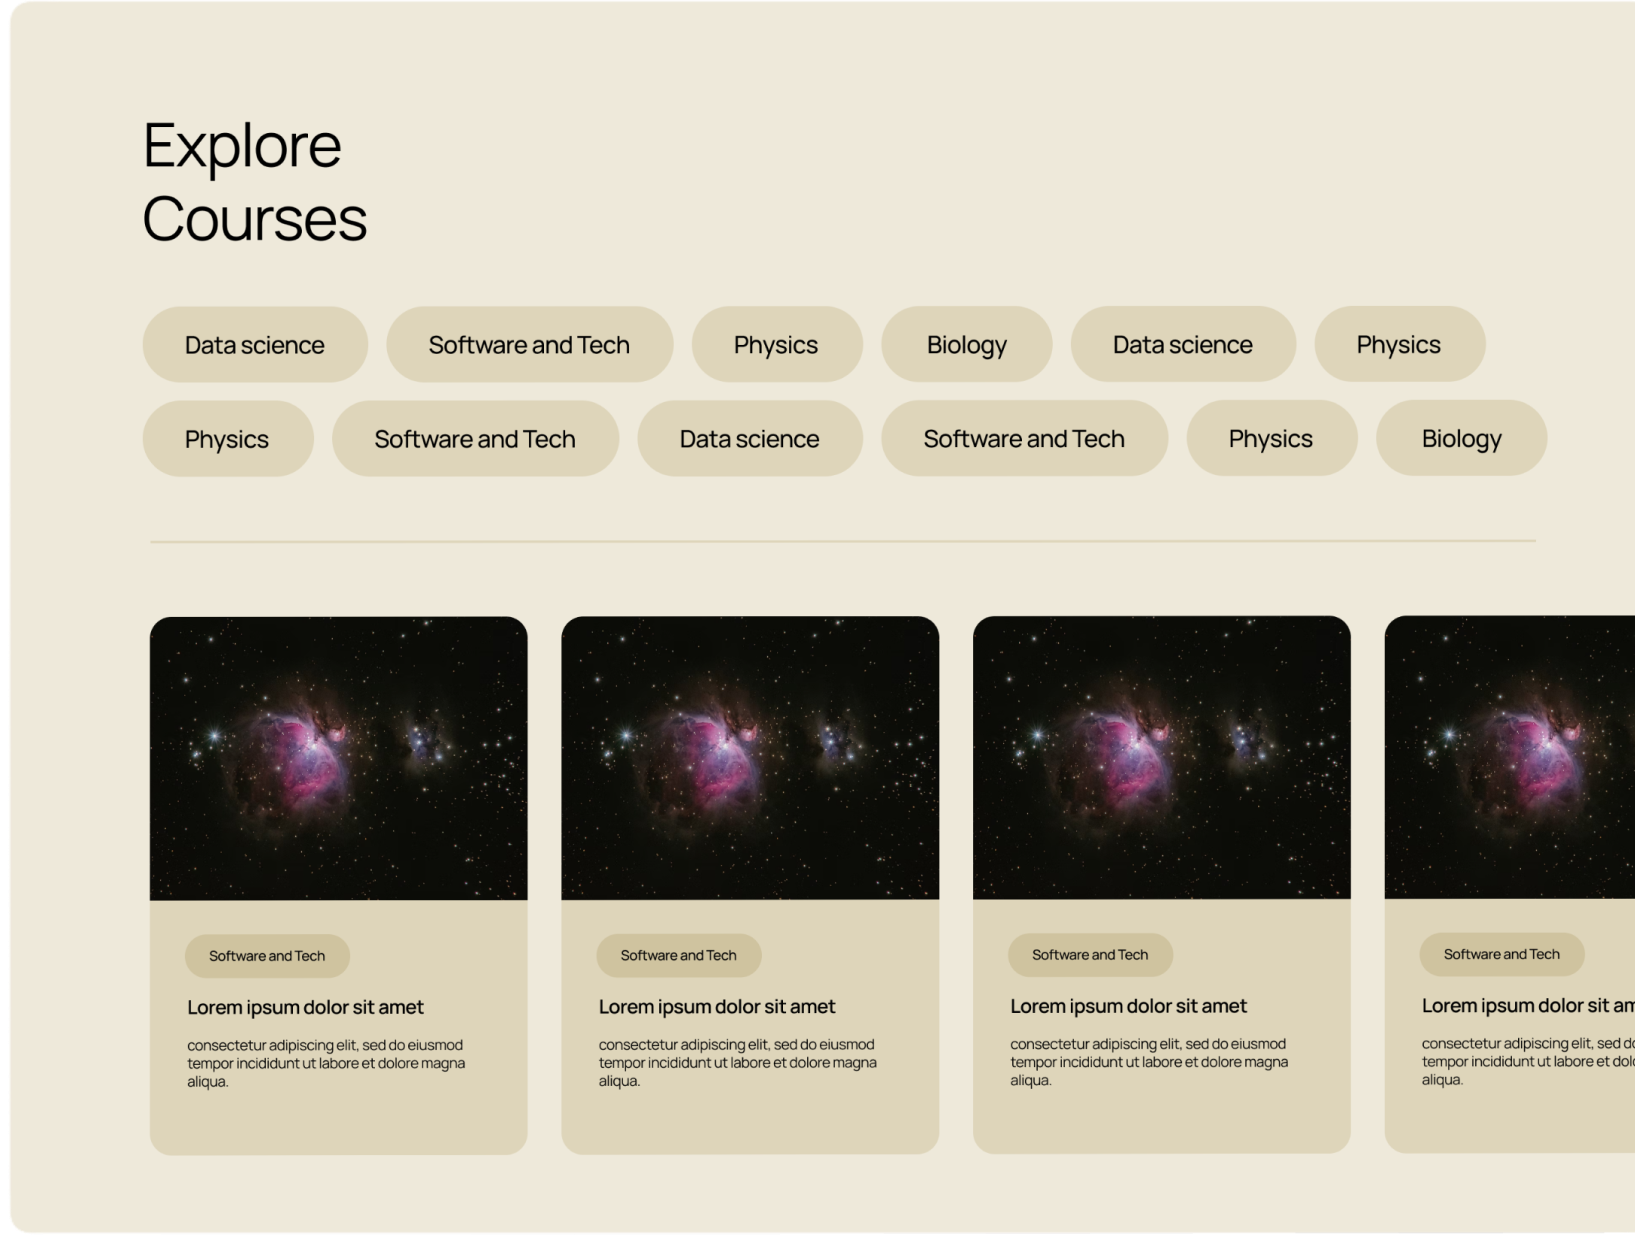 Explore
Courses
Data science
Software and Tech
Physics
Biology
Data science
Physics
Physics
Software and Tech
Data science
Software and Tech
Physics
Biology
Software and Tech
Lorem ipsum dolor sit amet
consectetur adipiscing elit, sed do eiusmod
tempor incididunt ut labore et dolore magna
aliqua.
Software and Tech
Lorem ipsum dolor sit amet
consectetur adipiscing elit, sed do eiusmod
tempor incididunt ut labore et dolore magna
aliqua.
Software and Tech
Lorem ipsum dolor sit amet
consectetur adipiscing elit, sed do eiusmod
tempor incididunt ut labore et dolore magna
aliqua.
Software and Tech
Lorem ipsum dolor sit
consectetur adipiscing elit, sed
tempor incididunt ut labore et
aliqua.